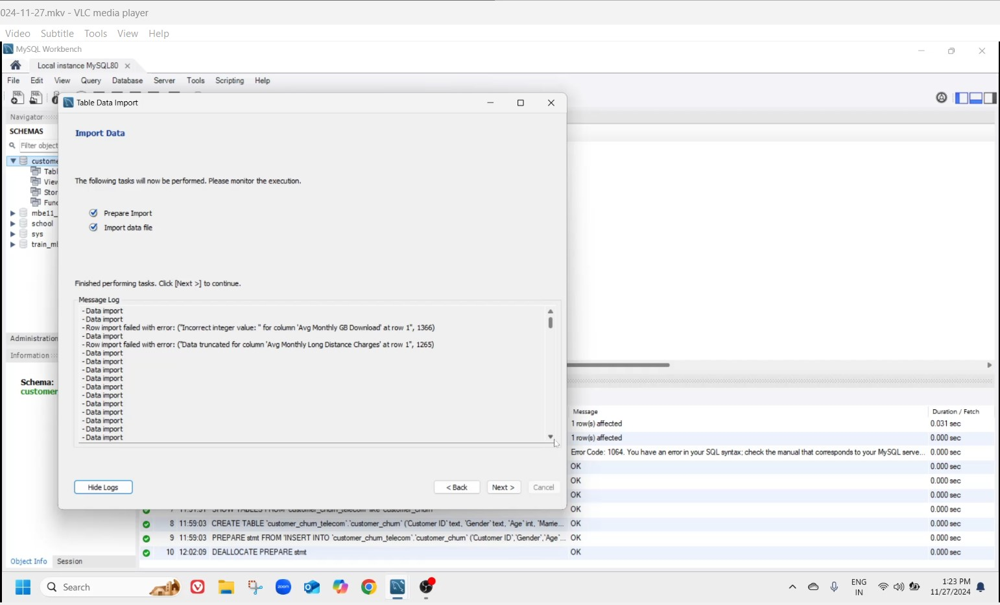 024-11-27.mkv - VLC media player
Video Subtitle Tools View Help
MySQL Workbench
Local instance MySQL80
File Edit View Query Database Server Tools Scripting Help
SQL SQL
Table Data Import
Navigator
SCHEMAS
Import Data
Filter object
custome
Tabl
View
Stor
Func
The following tasks will now be performed. Please monitor the execution.
mbe11_
Prepare Import
school
Import data file
sys
train_ml
Finished performing tasks. Click [Next >] to continue.
Message Log
- Data import
- Data import
- Row import failed with error: ("Incorrect integer value: '' for column 'Avg Monthly GB Download' at row 1", 1366)
- Data import
- Row import failed with error: ("Data truncated for column 'Avg Monthly Long Distance Charges' at row 1", 1265)
- Data import
- Data import
- Data import
- Data import
- Data import
- Data import
- Data import
- Data import
- Data import
- Data import
- Data import
Administration
Information
Schema:
customer
Hide Logs
< Back Next > Cancel
Message Duration / Fetch
1 row(s) affected 0.031 sec
1 row(s) affected 0.000 sec
Error Code: 1064. You have an error in your SQL syntax; check the manual that corresponds to your MySQL serve... 0.000 sec
OK 0.000 sec
OK 0.000 sec
OK 0.000 sec
7 11:51:51 SHOW TABLES FROM `customer_churn_telecom` like 'customer_churn' OK 0.000 sec
8 11:59:03 CREATE TABLE `customer_churn_telecom`.`customer_churn` (`Customer ID` text, `Gender` text, `Age` int, `Marrie... OK 0.000 sec
9 11:59:03 PREPARE stmt FROM 'INSERT INTO `customer_churn_telecom`.`customer_churn` (`Customer ID`,`Gender`,`Age`... OK 0.000 sec
10 12:02:09 DEALLOCATE PREPARE stmt OK 0.000 sec
Object Info Session
Search
zoom
ENG
IN
1:23 PM
11/27/2024